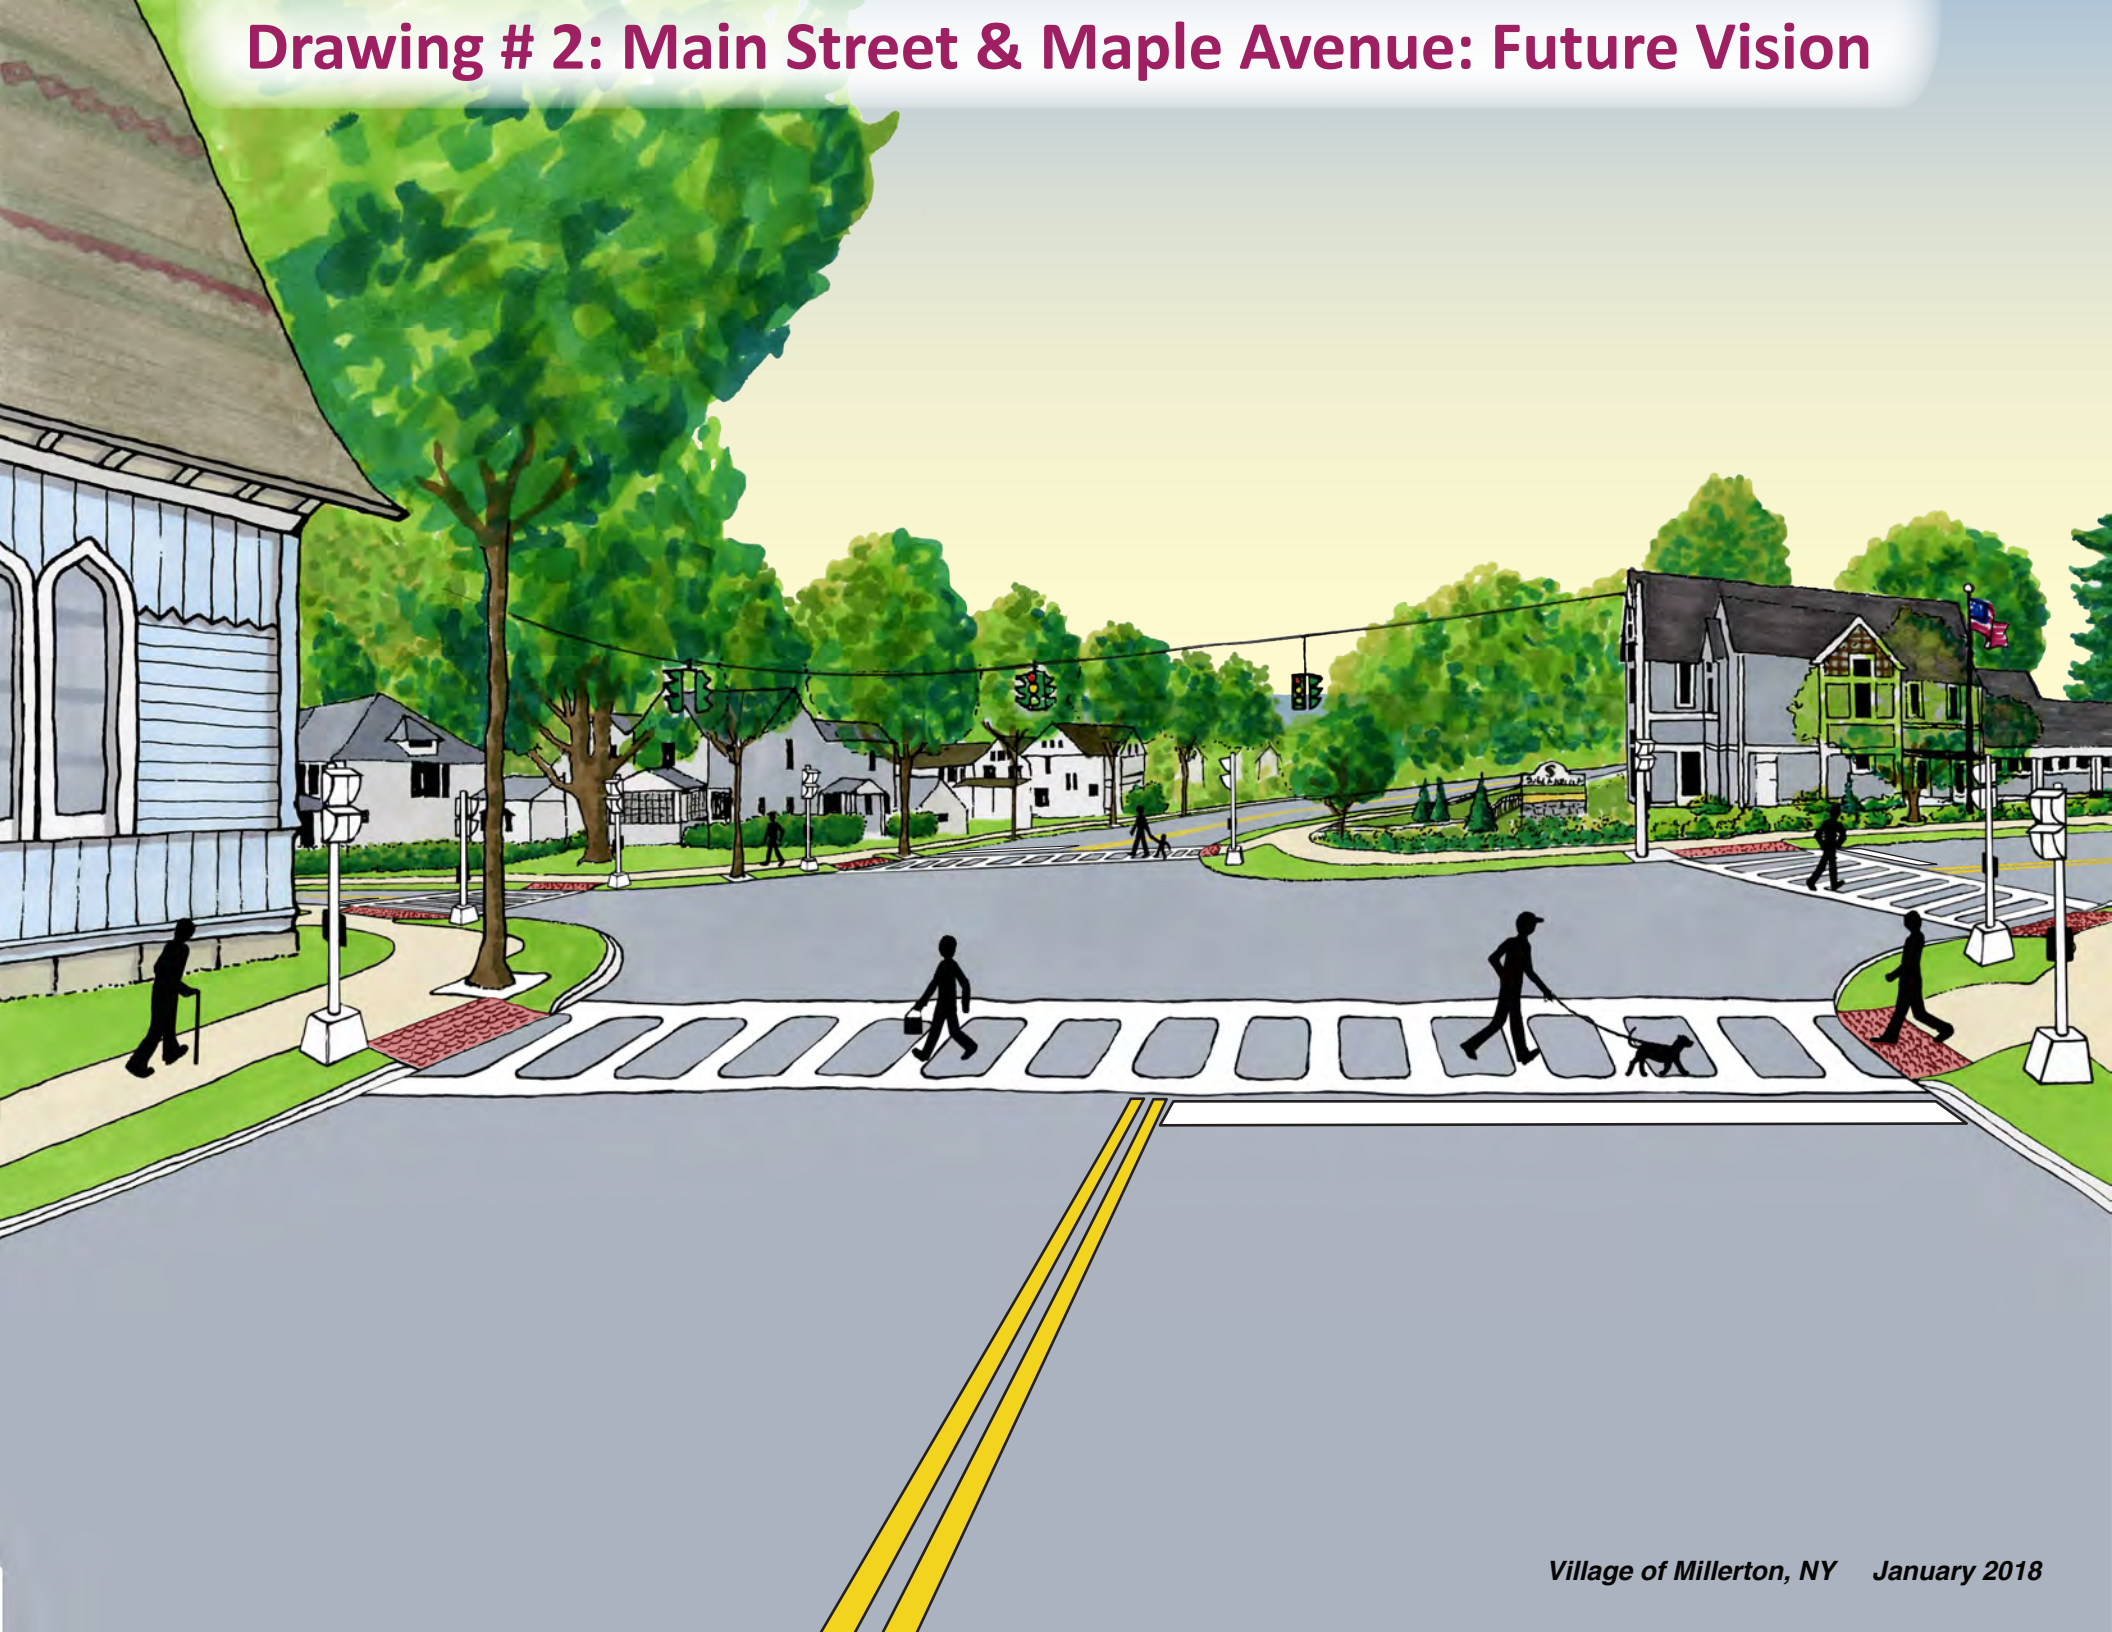 Drawing # 2: Main Street & Maple Avenue: Future Vision
Village of Millerton, NY January 2018